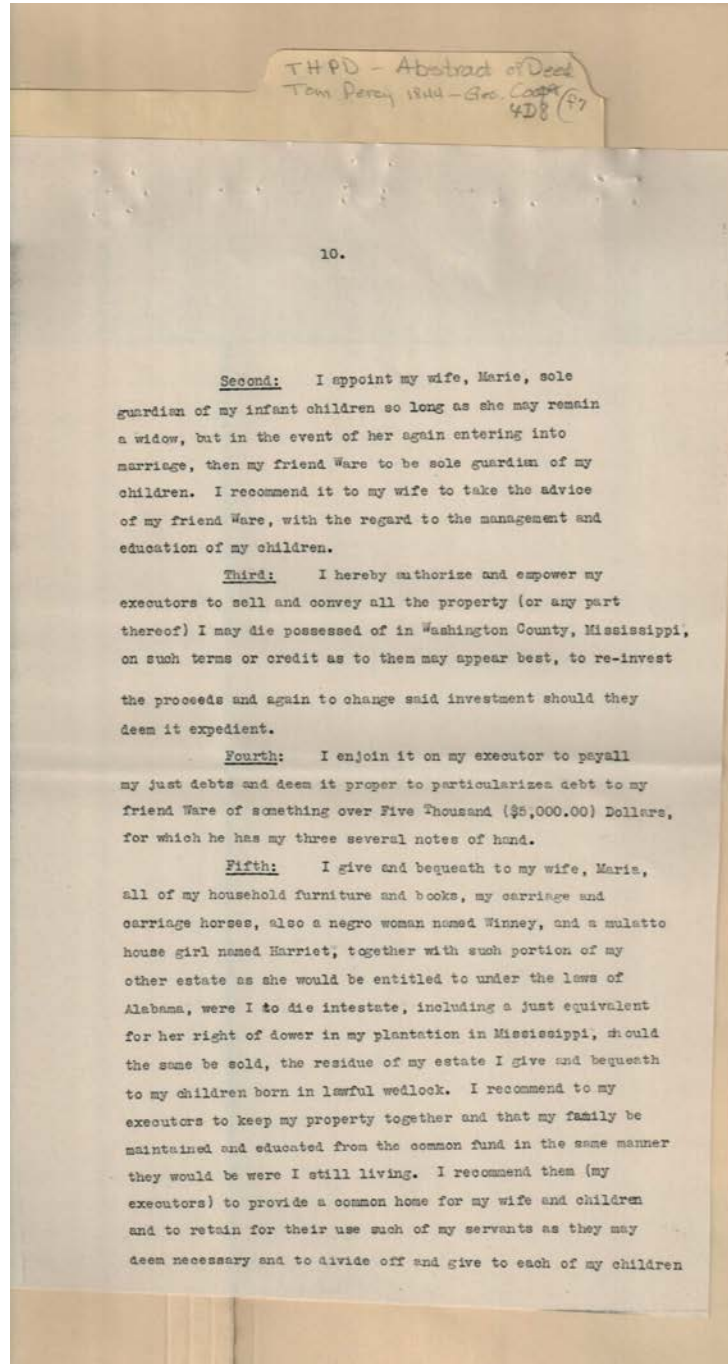 THPD - Abstract of Deed
Tom Percy 1844 - Geo. Cooper
4D8 (P7
10.
Second: I appoint my wife, Marie, sole
guardian of my infant children so long as she may remain
a widow, but in the event of her again entering into
marriage, then my friend Ware to be sole guardian of my
children. I recommend it to my wife to take the advice
of my friend Ware, with the regard to the management and
education of my children.
Third: I hereby authorize and empower my
executors to sell and convey all the property (or any part
thereof) I may die possessed of in Washington County, Mississippi,
on such terms or credit as to them may appear best, to re-invest
the proceeds and again to change said investment should they
deem it expedient.
Fourth: I enjoin it on my executor to payall
my just debts and deem it proper to particularizea debt to my
friend Ware of something over Five Thousand ($5,000.00) Dollars,
for which he has my three several notes of hand.
Fifth: I give and bequeath to my wife, Maria,
all of my household furniture and books, my carriage and
carriage horses, also a negro woman named Winney, and a mulatto
house girl named Harriet, together with such portion of my
other estate as she would be entitled to under the laws of
Alabama, were I to die intestate, including a just equivalent
for her right of dower in my plantation in Mississippi, should
the same be sold, the residue of my estate I give and bequeath
to my children born in lawful wedlock. I recommend to my
executors to keep my property together and that my family be
maintained and educated from the common fund in the same manner
they would be were I still living. I recommend them (my
executors) to provide a common home for my wife and children
and to retain for their use such of my servants as they may
deem necessary and to divide off and give to each of my children